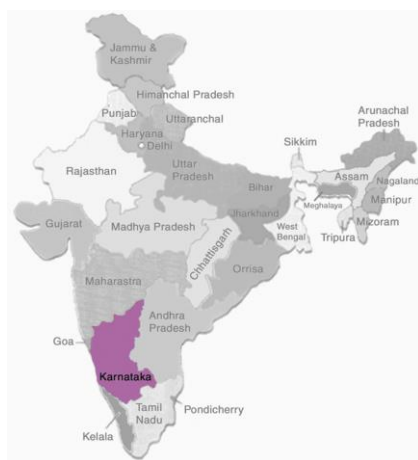 Jammu &
Kashmir
Himanchal Pradesh
Punjab
Uttaranchal
Haryana
Delhi
Arunachal
Pradesh
Sikkim
Rajasthan
Uttar
Pradesh
Assam
Nagaland
Bihar
Meghalaya
Manipur
Jharkhand
Gujarat
Madhya Pradesh
West
Bengal
Tripura
Mizoram
Chhattisgarh
Orrisa
Maharastra
Andhra
Pradesh
Goa
Karnataka
Tamil
Nadu
Pondicherry
Kelala